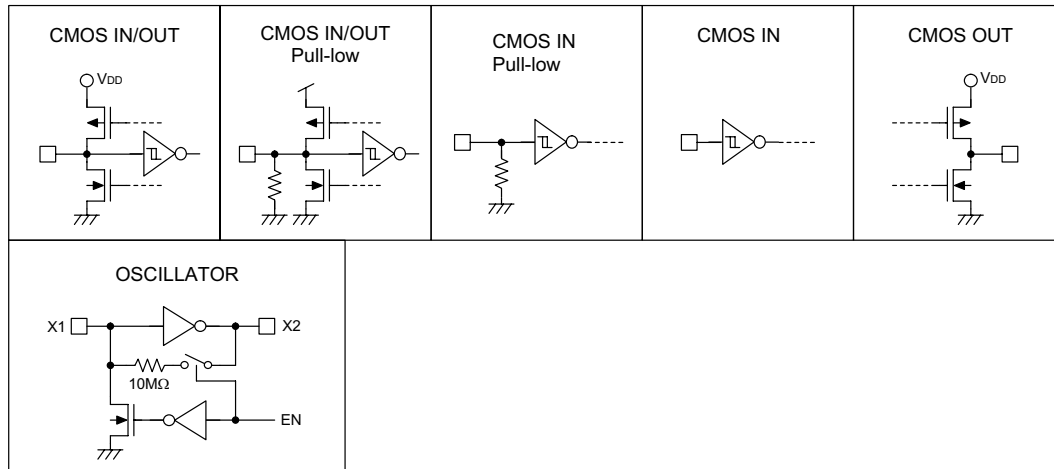 CMOS IN/OUT
VDD
CMOS IN/OUT
Pull-low
CMOS IN
Pull-low
CMOS IN
CMOS OUT
VDD
OSCILLATOR
X1
X2
10MΩ
EN